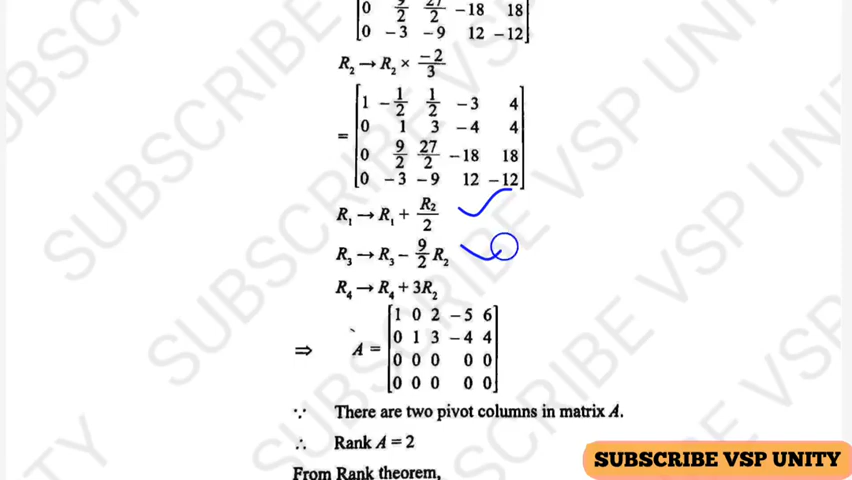 0 9/2 27/2 -18 18
0 -3 -9 12 -12
R₂ → R₂ × -2/3
1 -1/2 1/2 -3 4
0 1 3 -4 4
= 0 9/2 27/2 -18 18
0 -3 -9 12 -12
R₁ → R₁ + R₂/2
R₃ → R₃ - 9/2 R₂
R₄ → R₄ + 3R₂
1 0 2 -5 6
⇒ A = 0 1 3 -4 4
0 0 0 0 0
0 0 0 0 0
∵ There are two pivot columns in matrix A.
∴ Rank A = 2
From Rank theorem,
SUBSCRIBE VSP UNITY